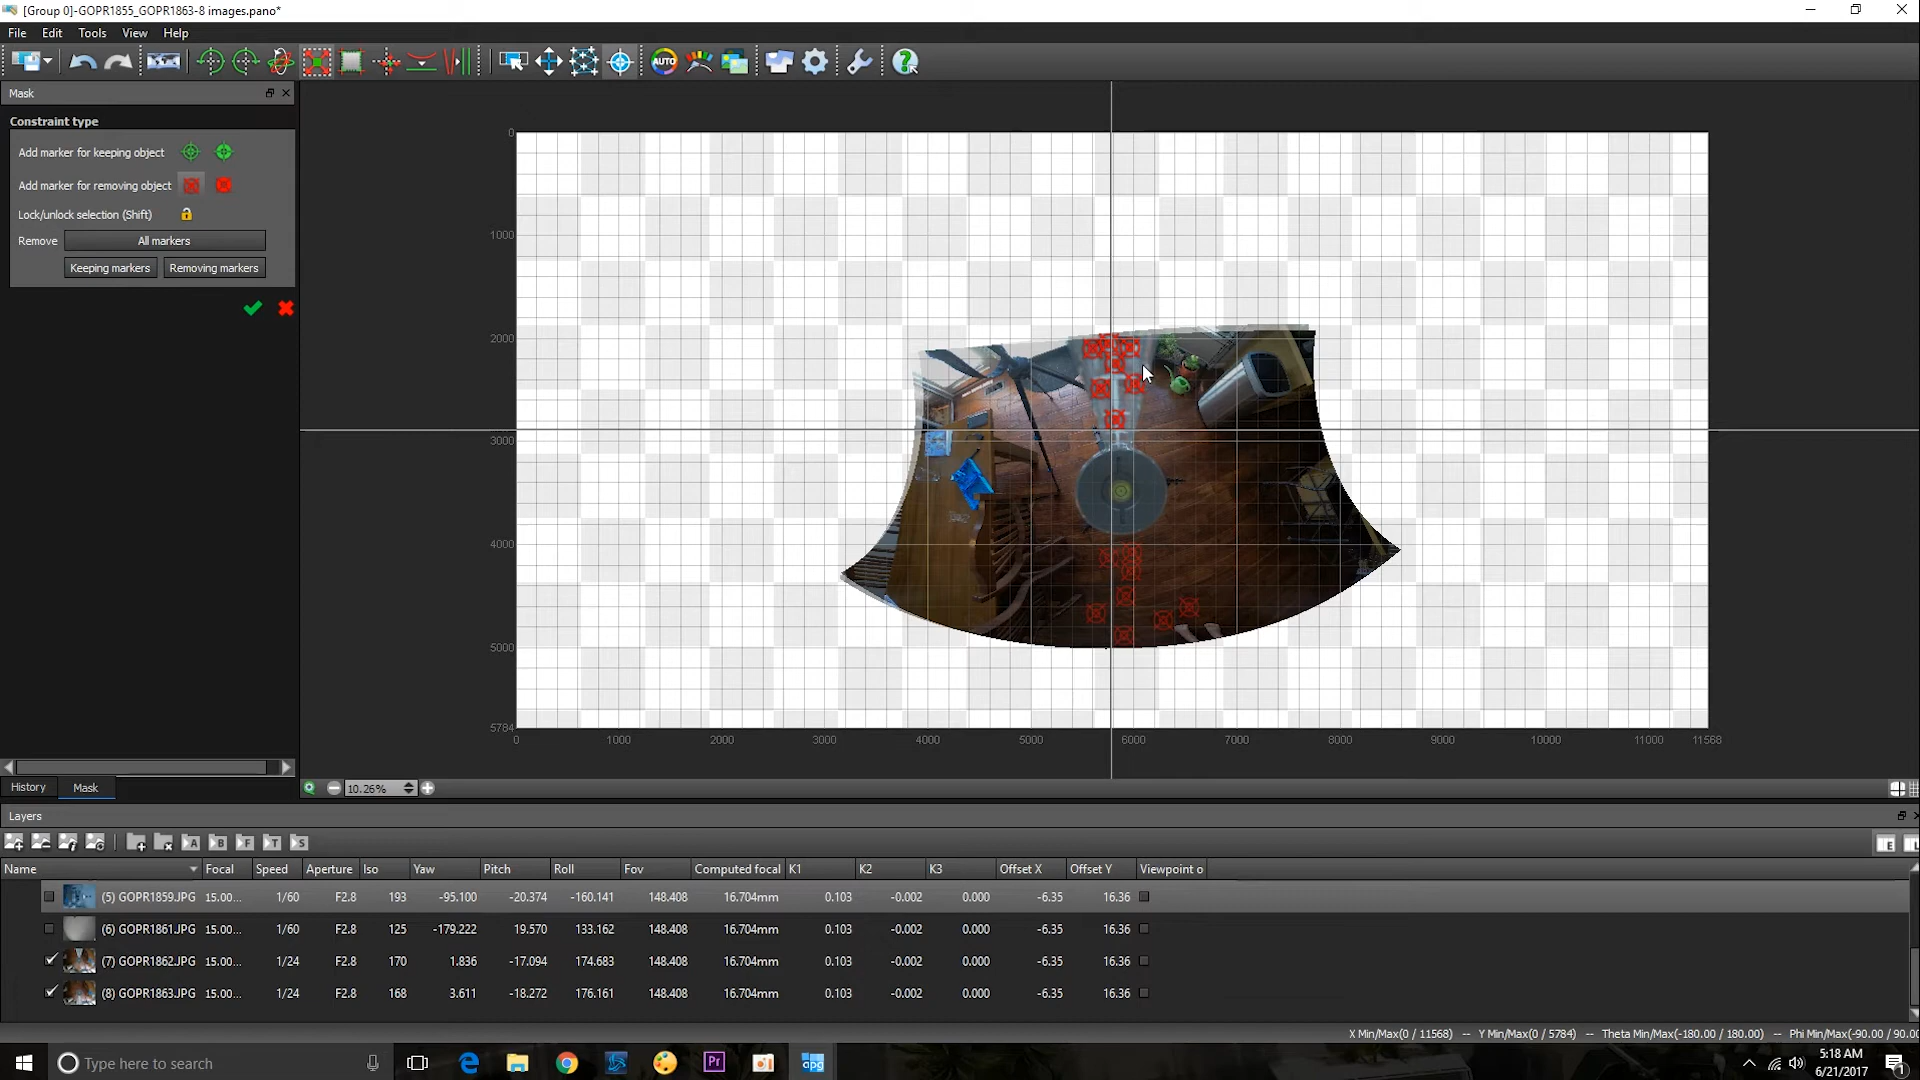 [Group 0]-GOPR1855_GOPR1863-8 images.pano*
File Edit Tools View Help
AUTO
Mask
Constraint type
Add marker for keeping object
Add marker for removing object
Lock/unlock selection (Shift)
Remove All markers
Keeping markers Removing markers
0
1000
2000
3000
4000
5000
5784
0 1000 2000 3000 4000 5000 6000 7000 8000 9000 10000 11000 11568
History Mask
10.26%
Layers
A B F T S E L
Name Focal Speed Aperture Iso Yaw Pitch Roll Fov Computed focal K1 K2 K3 Offset X Offset Y Viewpoint o
(5) GOPR1859.JPG 15.00... 1/60 F2.8 193 -95.100 -20.374 -160.141 148.408 16.704mm 0.103 -0.002 0.000 -6.35 16.36
(6) GOPR1861.JPG 15.00... 1/60 F2.8 125 -179.222 19.570 133.162 148.408 16.704mm 0.103 -0.002 0.000 -6.35 16.36
(7) GOPR1862.JPG 15.00... 1/24 F2.8 170 1.836 -17.094 174.683 148.408 16.704mm 0.103 -0.002 0.000 -6.35 16.36
(8) GOPR1863.JPG 15.00... 1/24 F2.8 168 3.611 -18.272 176.161 148.408 16.704mm 0.103 -0.002 0.000 -6.35 16.36
X Min/Max(0 / 11568) -- Y Min/Max(0 / 5784) -- Theta Min/Max(-180.00 / 180.00) -- Phi Min/Max(-90.00 / 90.00
Type here to search
Pr
apg
5:18 AM
6/21/2017
1